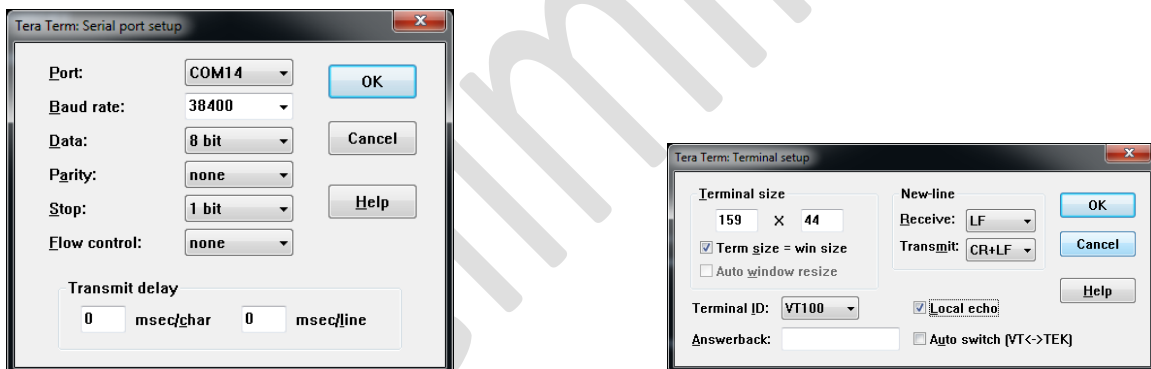 Tera Term: Serial port setup
Port: COM14 OK
Baud rate: 38400
Data: 8 bit Cancel
Parity: none
Stop: 1 bit Help
Flow control: none
Transmit delay
0 msec/char 0 msec/line
Tera Term: Terminal setup
Terminal size
159 X 44
Term size = win size
Auto window resize
New-line
Receive: LF
Transmit: CR+LF
OK
Cancel
Help
Terminal ID: VT100 Local echo
Answerback: Auto switch (VT<->TEK)